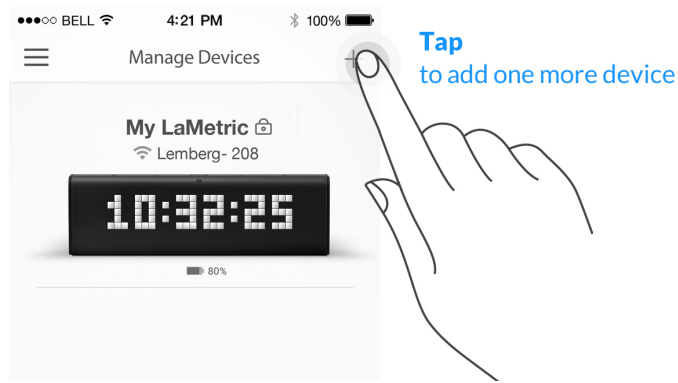 BELL 4:21 PM 100%
Manage Devices +
Tap
to add one more device
My LaMetric
Lemberg- 208
10:32:25
80%